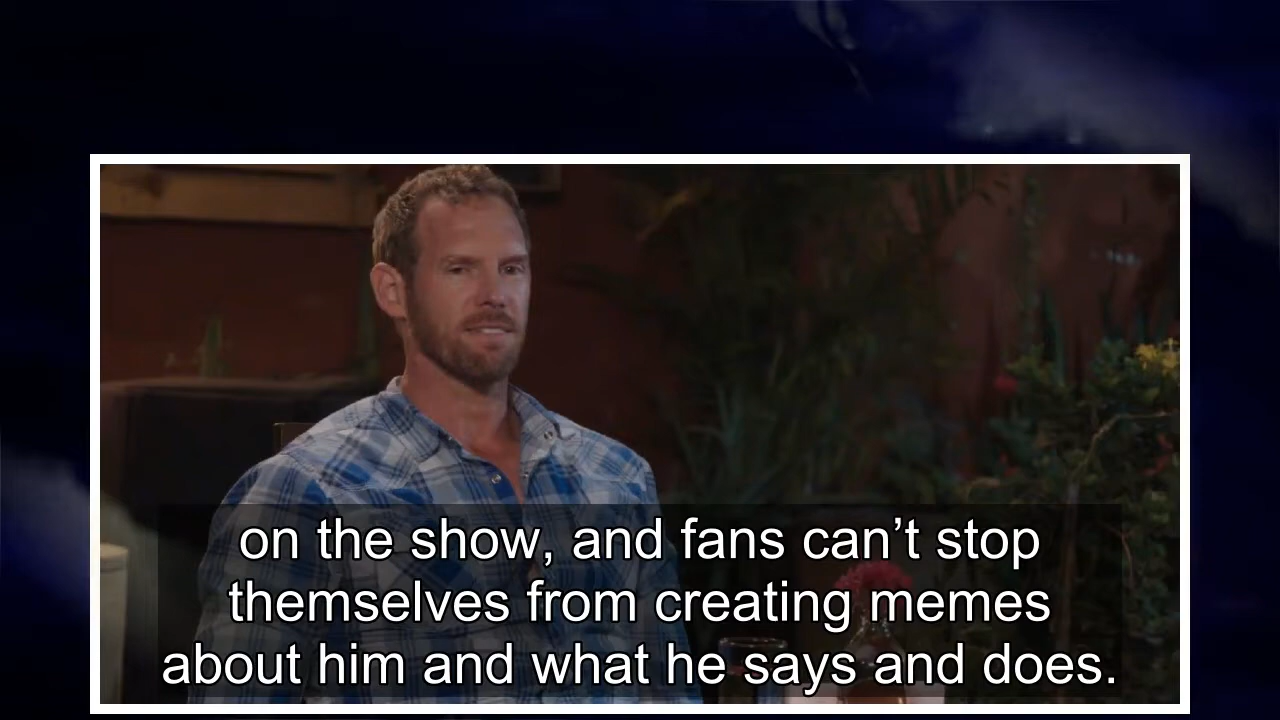 on the show, and fans can’t stop
themselves from creating memes
about him and what he says and does.